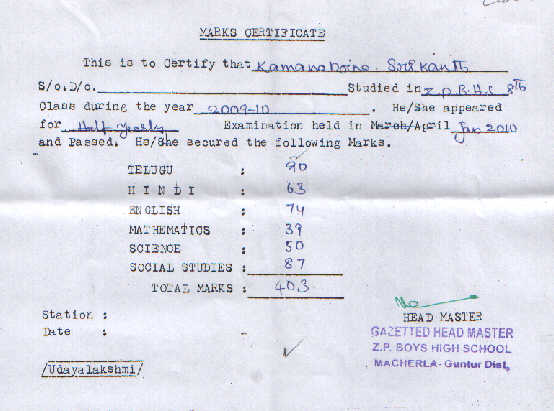 MARKS CERTIFICATE
This is to Certify that Kamanaboina. Srikanth
S/o.D/o. Studied in Z.P.B.H.S 8th
Class during the year 2009-10 . He/She appeared
for Half yearly Examination held in March/April Jan 2010
and Passed. He/She secured the following Marks.
TELUGU : 90
HINDI : 63
ENGLISH : 74
MATHEMATICS : 39
SCIENCE : 50
SOCIAL STUDIES : 87
TOTAL MARKS : 403
Station :
Date :
HEAD MASTER
GAZETTED HEAD MASTER
Z.P. BOYS HIGH SCHOOL
MACHERLA - Guntur Dist.
/Udayalakshmi/